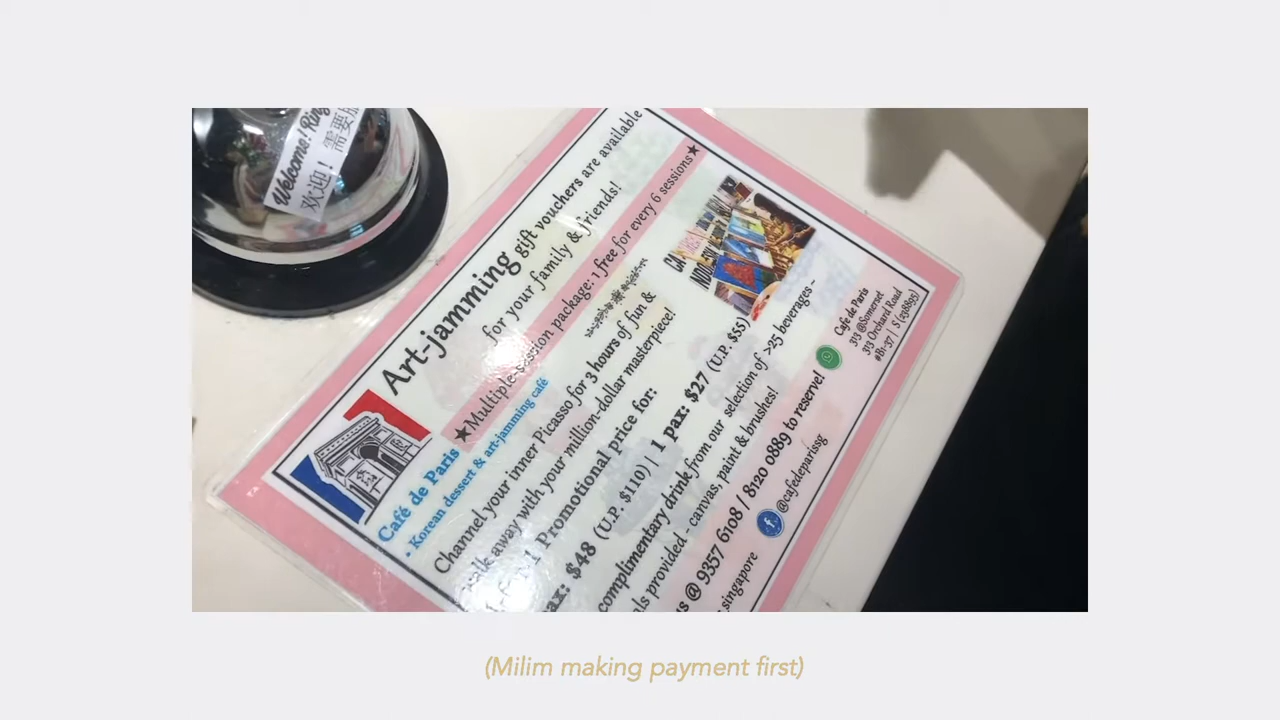 Welcome! Ring
欢迎! 需要
Art-jamming gift vouchers are available
for your family & friends!
★Multiple-session package: 1 free for every 6 sessions★
Café de Paris
• Korean dessert & art-jamming café
Channel your inner Picasso for 3 hours of fun &
away with your million-dollar masterpiece!
1 Promotional price for:
$48 (U.P. $110) | 1 pax: $27 (U.P. $55)
complimentary drink from our selection of >25 beverages ~
provided - canvas, paint & brushes!
@ 9357 6108 / 8120 0889 to reserve!
singapore
@cafedeparissg
Cafe de Paris
313 @Somerset
313 Orchard Road
#B1-37 | S (238895)
(Milim making payment first)